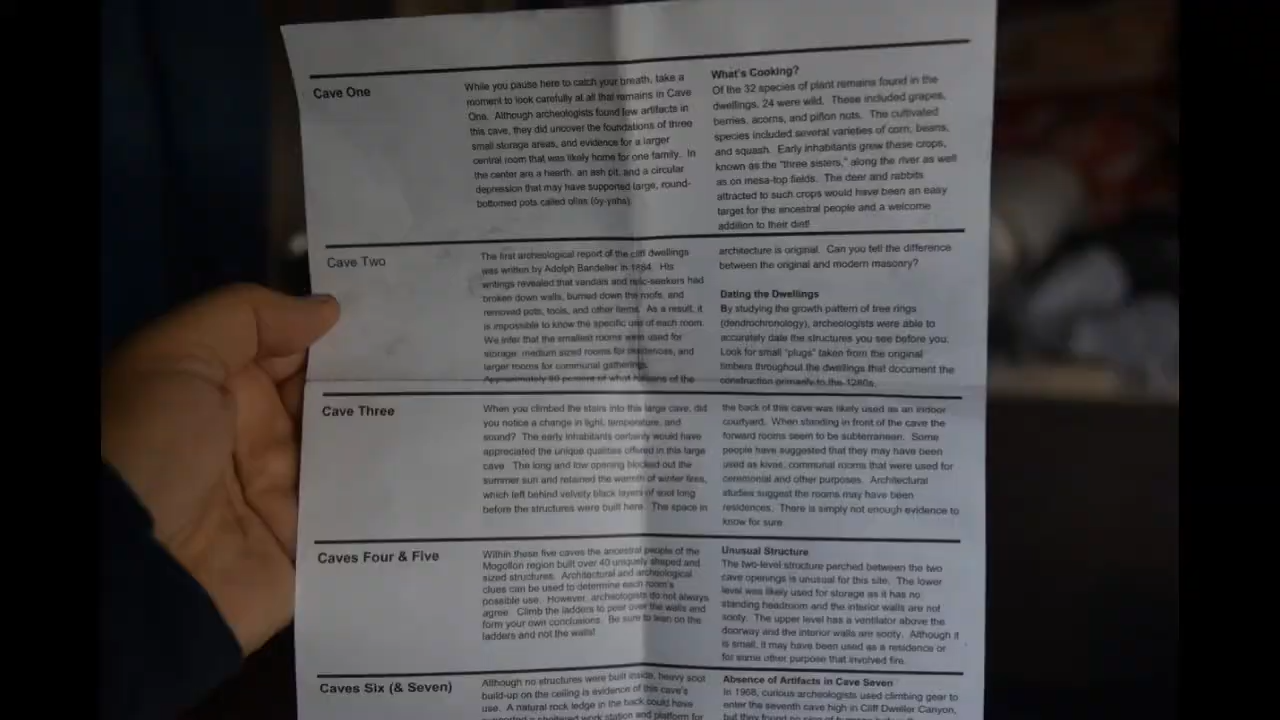 Cave One
While you pause here to catch your breath, take a
moment to look carefully at all that remains in Cave
One. Although archeologists found few artifacts in
this cave, they did uncover the foundations of three
small storage areas, and evidence for a larger
central room that was likely home for one family. In
the center are a hearth, an ash pit, and a circular
depression that may have supported large, round-
bottomed pots called ollas (oy-yahs).
What's Cooking?
Of the 32 species of plant remains found in the
dwellings, 24 were wild. These included grapes,
berries, acorns, and piñon nuts. The cultivated
species included several varieties of corn, beans,
and squash. Early inhabitants grew these crops,
known as the "three sisters," along the river as well
as on mesa-top fields. The deer and rabbits
attracted to such crops would have been an easy
target for the ancestral people and a welcome
addition to their diet!
Cave Two
The first archeological report of the cliff dwellings
was written by Adolph Bandelier in 1884. His
writings revealed that vandals and relic-seekers had
broken down walls, burned down the roofs, and
removed pots, tools, and other items. As a result, it
is impossible to know the specific use of each room.
We infer that the smallest rooms were used for
storage, medium sized rooms for residences, and
larger rooms for communal gatherings.
Approximately 80 percent of what of the
architecture is original. Can you tell the difference
between the original and modern masonry?
Dating the Dwellings
By studying the growth pattern of tree rings
(dendrochronology), archeologists were able to
accurately date the structures you see before you.
Look for small "plugs" taken from the original
timbers throughout the dwellings that document the
construction primarily to the 1280s.
Cave Three
When you climbed the stairs into this large cave, did
you notice a change in light, temperature, and
sound? The early inhabitants certainly would have
appreciated the unique qualities offered in this large
cave. The long and low opening blocked out the
summer sun and retained the warmth of winter fires,
which left behind velvety black layers of soot long
before the structures were built here. The space in
the back of this cave was likely used as an indoor
courtyard. When standing in front of the cave the
forward rooms seem to be subterranean. Some
people have suggested that they may have been
used as kivas, communal rooms that were used for
ceremonial and other purposes. Architectural
studies suggest the rooms may have been
residences. There is simply not enough evidence to
know for sure.
Caves Four & Five
Within these five caves the ancestral people of the
Mogollon region built over 40 uniquely shaped and
sized structures. Architectural and archeological
clues can be used to determine each room's
possible use. However, archeologists do not always
agree. Climb the ladders to peer over the walls and
form your own conclusions. Be sure to lean on the
ladders and not the walls!
Unusual Structure
The two-level structure perched between the two
cave openings is unusual for this site. The lower
level was likely used for storage as it has no
standing headroom and the interior walls are not
sooty. The upper level has a ventilator above the
doorway and the interior walls are sooty. Although it
is small, it may have been used as a residence or
for some other purpose that involved fire.
Caves Six (& Seven)
Although no structures were built inside, heavy soot
build-up on the ceiling is evidence of this cave's
use. A natural rock ledge in the back could have
supported a sheltered work station and platform for
Absence of Artifacts in Cave Seven
In 1968, curious archeologists used climbing gear to
enter the seventh cave high in Cliff Dweller Canyon,
but they found no sign of human